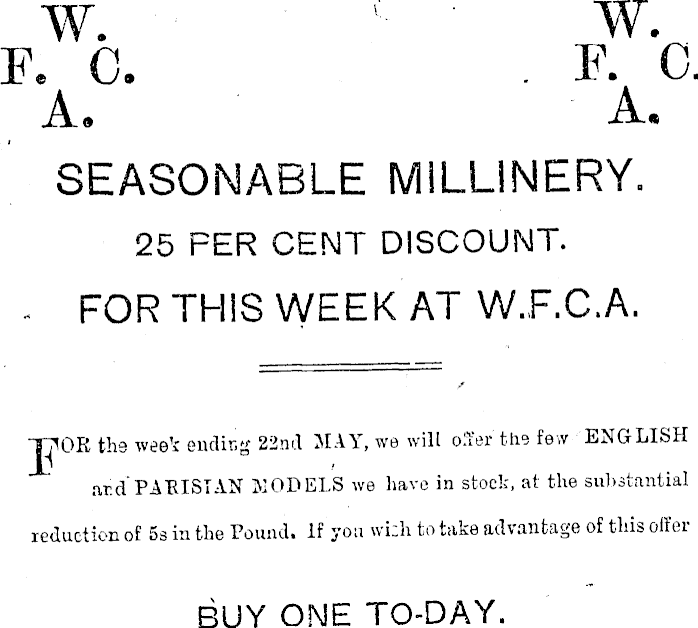 W.
F. C.
A.
W.
F. C.
A.
SEASONABLE MILLINERY.
25 PER CENT DISCOUNT.
FOR THIS WEEK AT W.F.C.A.
FOR the week ending 22nd MAY, we will offer the few ENGLISH
and PARISIAN MODELS we have in stock, at the substantial
reduction of 5s in the Pound. If you wish to take advantage of this offer
BUY ONE TO-DAY.